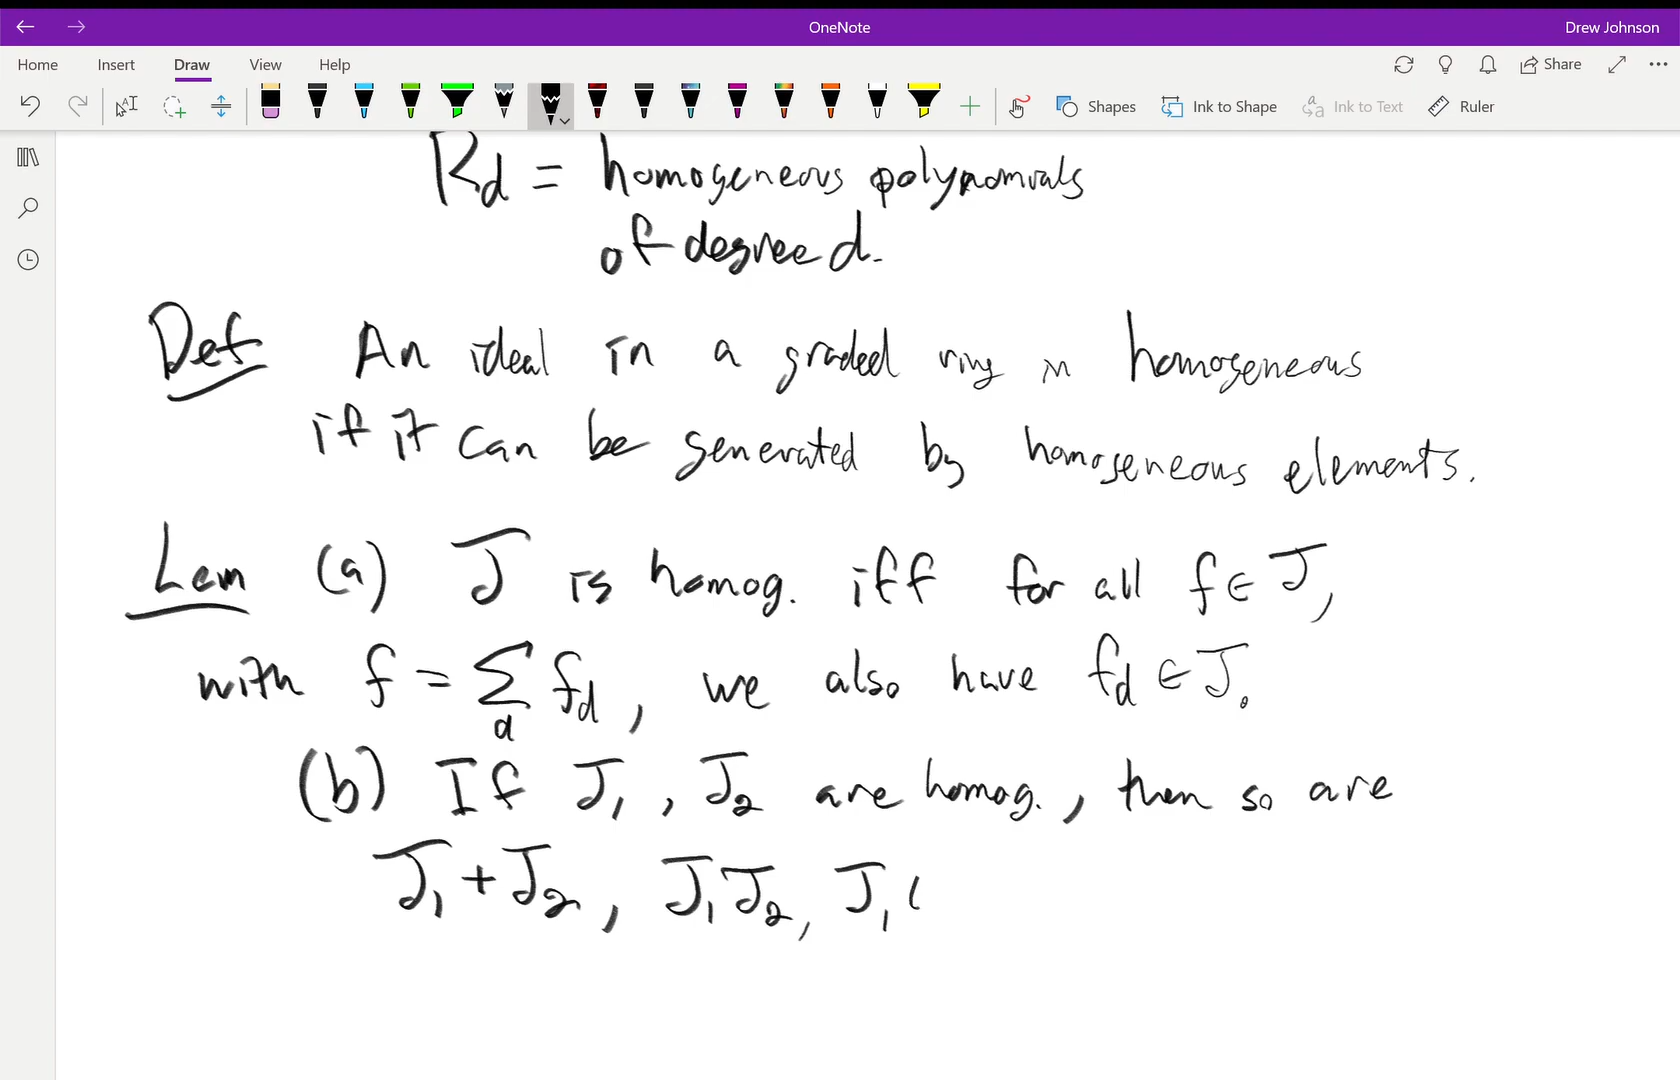 OneNote
Drew Johnson
Home Insert Draw View Help
Share
Shapes Ink to Shape Ink to Text Ruler
R_d = homogeneous polynomials
of degree d.
Def An ideal in a graded ring is homogeneous
if it can be generated by homogeneous elements.
Lem (a) J is homog. iff for all f ∈ J,
with f = ∑_d f_d, we also have f_d ∈ J.
(b) If J_1, J_2 are homog., then so are
J_1 + J_2, J_1 J_2, J_1 (